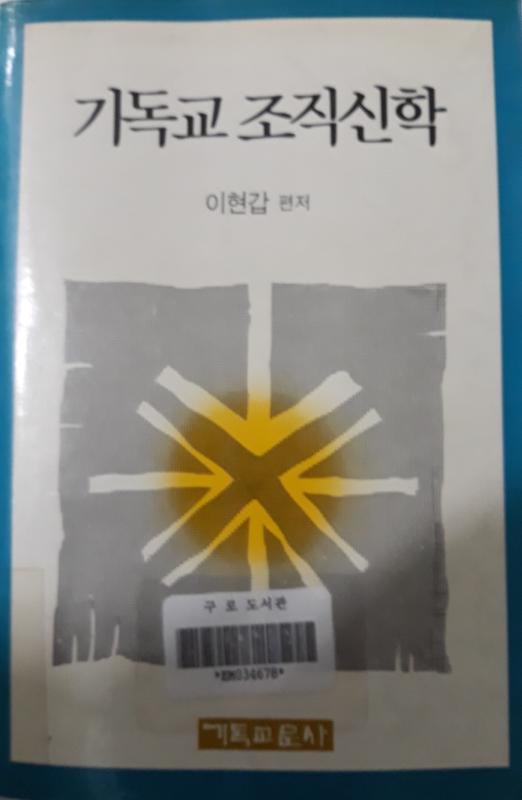 기독교 조직신학
이현갑 편저
구 로 도서관
*EM034678*
기독교문사